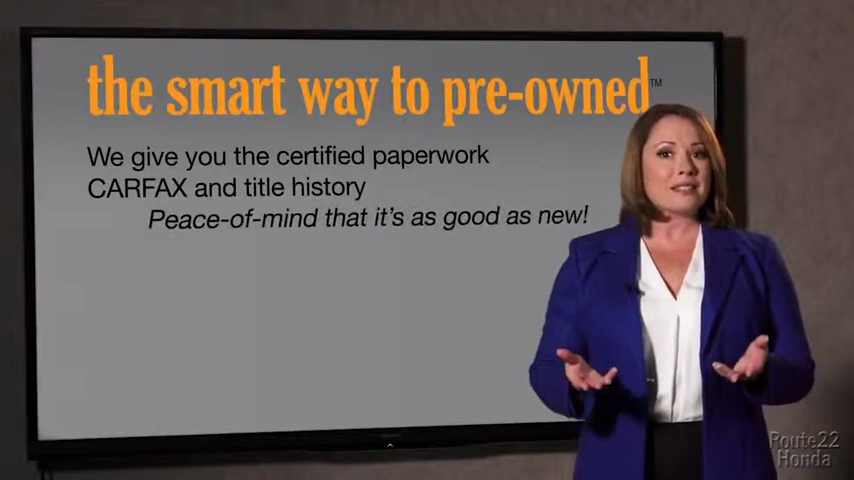 the smart way to pre-owned™
We give you the certified paperwork
CARFAX and title history
Peace-of-mind that it's as good as new!
Route22
Honda